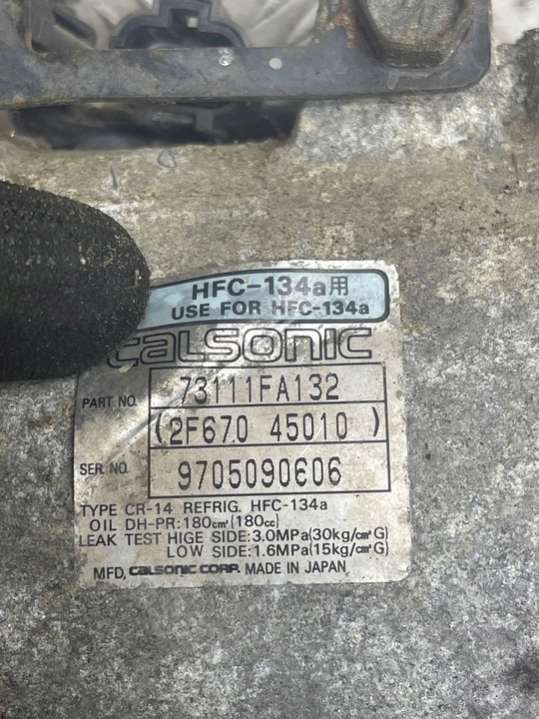 HFC-134a用
USE FOR HFC-134a
CALSONIC
PART NO. 73111FA132
(2F670 45010 )
SER. NO. 9705090606
TYPE CR-14 REFRIG. HFC-134a
OIL DH-PR:180cm³(180cc)
LEAK TEST HIGE SIDE:3.0MPa(30kg/cm²G)
LOW SIDE:1.6MPa(15kg/cm²G)
MFD, CALSONIC CORP. MADE IN JAPAN